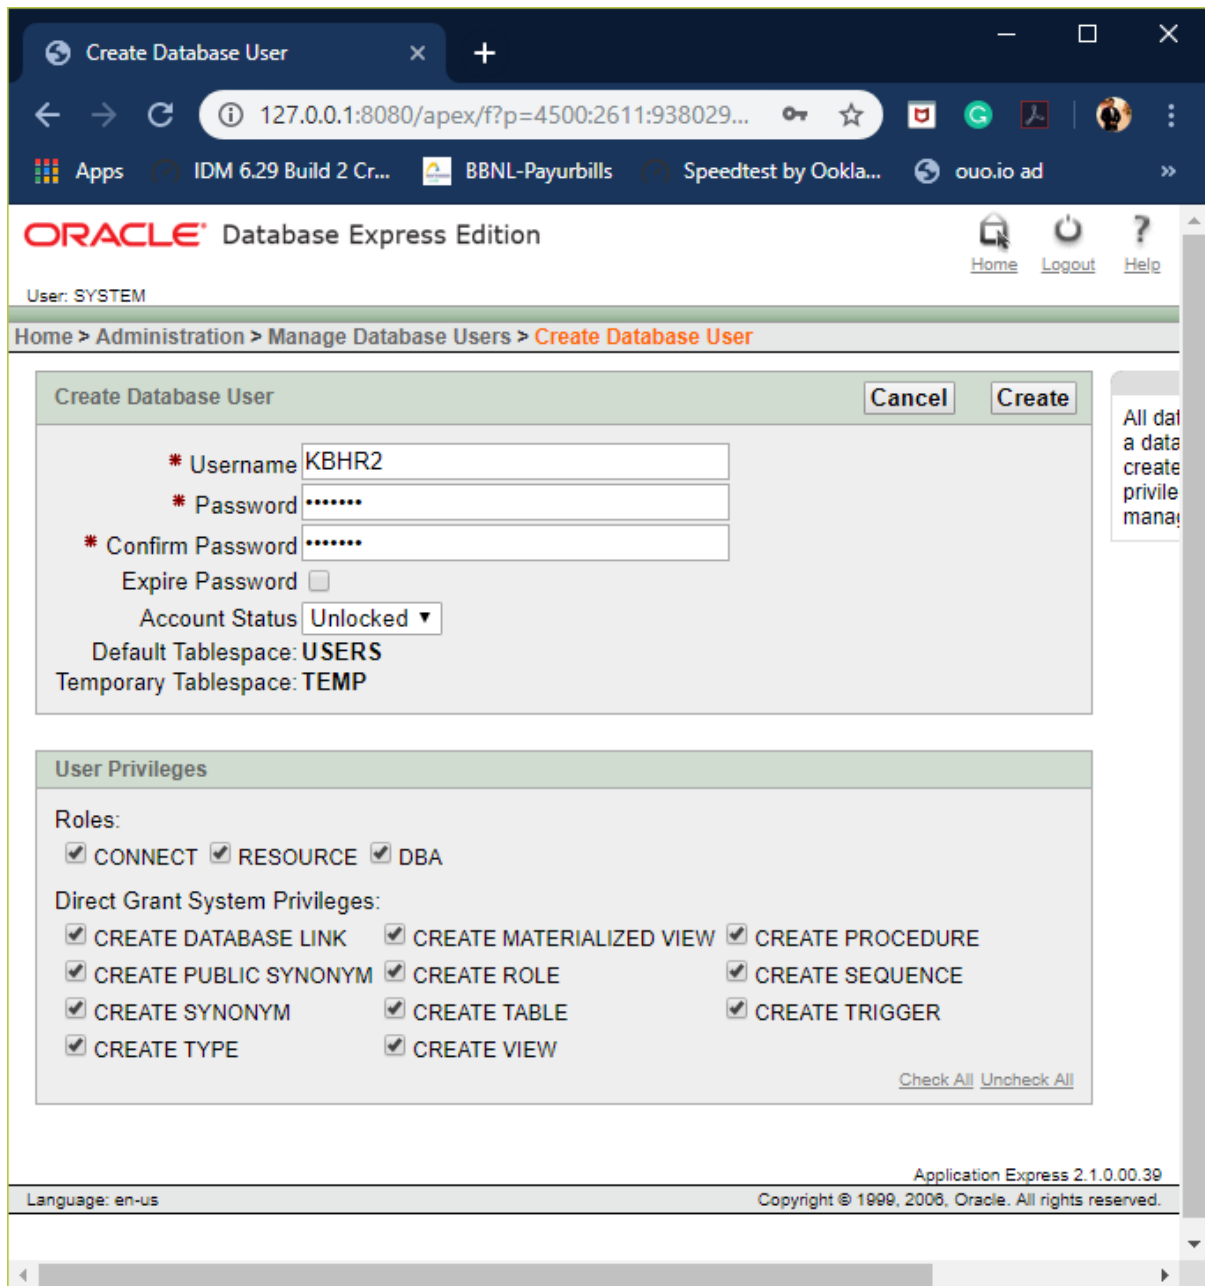 Create Database User
127.0.0.1:8080/apex/f?p=4500:2611:938029...
Apps IDM 6.29 Build 2 Cr... BBNL-Payurbills Speedtest by Ookla... ouo.io ad »
ORACLE Database Express Edition
Home Logout Help
User: SYSTEM
Home > Administration > Manage Database Users > Create Database User
Create Database User Cancel Create
* Username KBHR2
* Password •••••••
* Confirm Password •••••••
Expire Password
Account Status Unlocked
Default Tablespace: USERS
Temporary Tablespace: TEMP
All dat
a data
create
privile
User Privileges
Roles:
CONNECT RESOURCE DBA
Direct Grant System Privileges:
CREATE DATABASE LINK CREATE MATERIALIZED VIEW CREATE PROCEDURE
CREATE PUBLIC SYNONYM CREATE ROLE CREATE SEQUENCE
CREATE SYNONYM CREATE TABLE CREATE TRIGGER
CREATE TYPE CREATE VIEW
Check All Uncheck All
Application Express 2.1.0.00.39
Language: en-us Copyright © 1999, 2006, Oracle. All rights reserved.